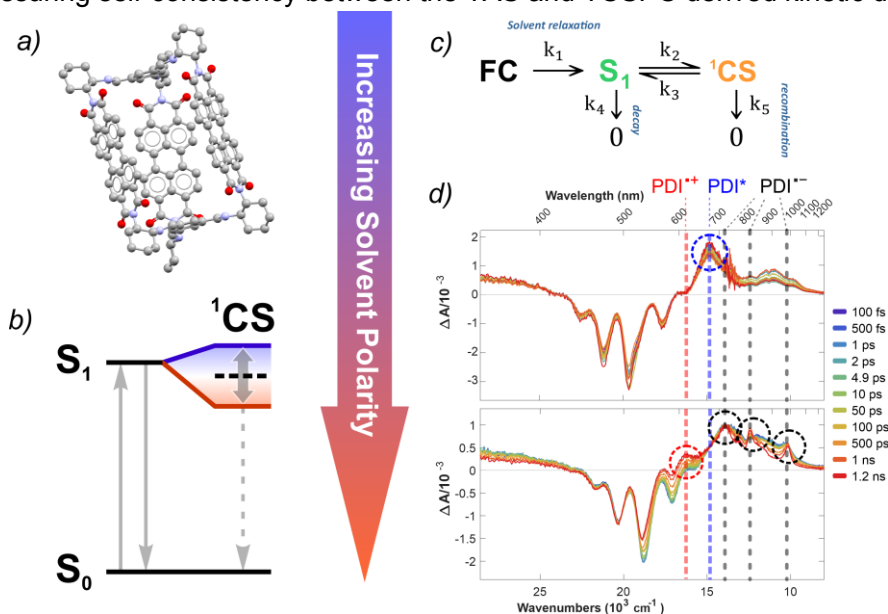 a)
b)
¹CS
S₁
S₀
Increasing Solvent Polarity
c)
Solvent relaxation
FC k₁ S₁ k₂ k₃ ¹CS
k₄ decay k₅ recombination
0 0
d)
PDI•+ PDI* PDI•−
Wavelength (nm)
400 500 600 700 800 900 1000 1100 1200
ΔA/10⁻³
1
0
-1
-2
-3
ΔA/10⁻³
1
0.5
0
0.5
-1
-2
25 20 15 10
Wavenumbers (10³ cm⁻¹)
100 fs
500 fs
1 ps
2 ps
4.9 ps
10 ps
50 ps
100 ps
500 ps
1 ns
1.2 ns